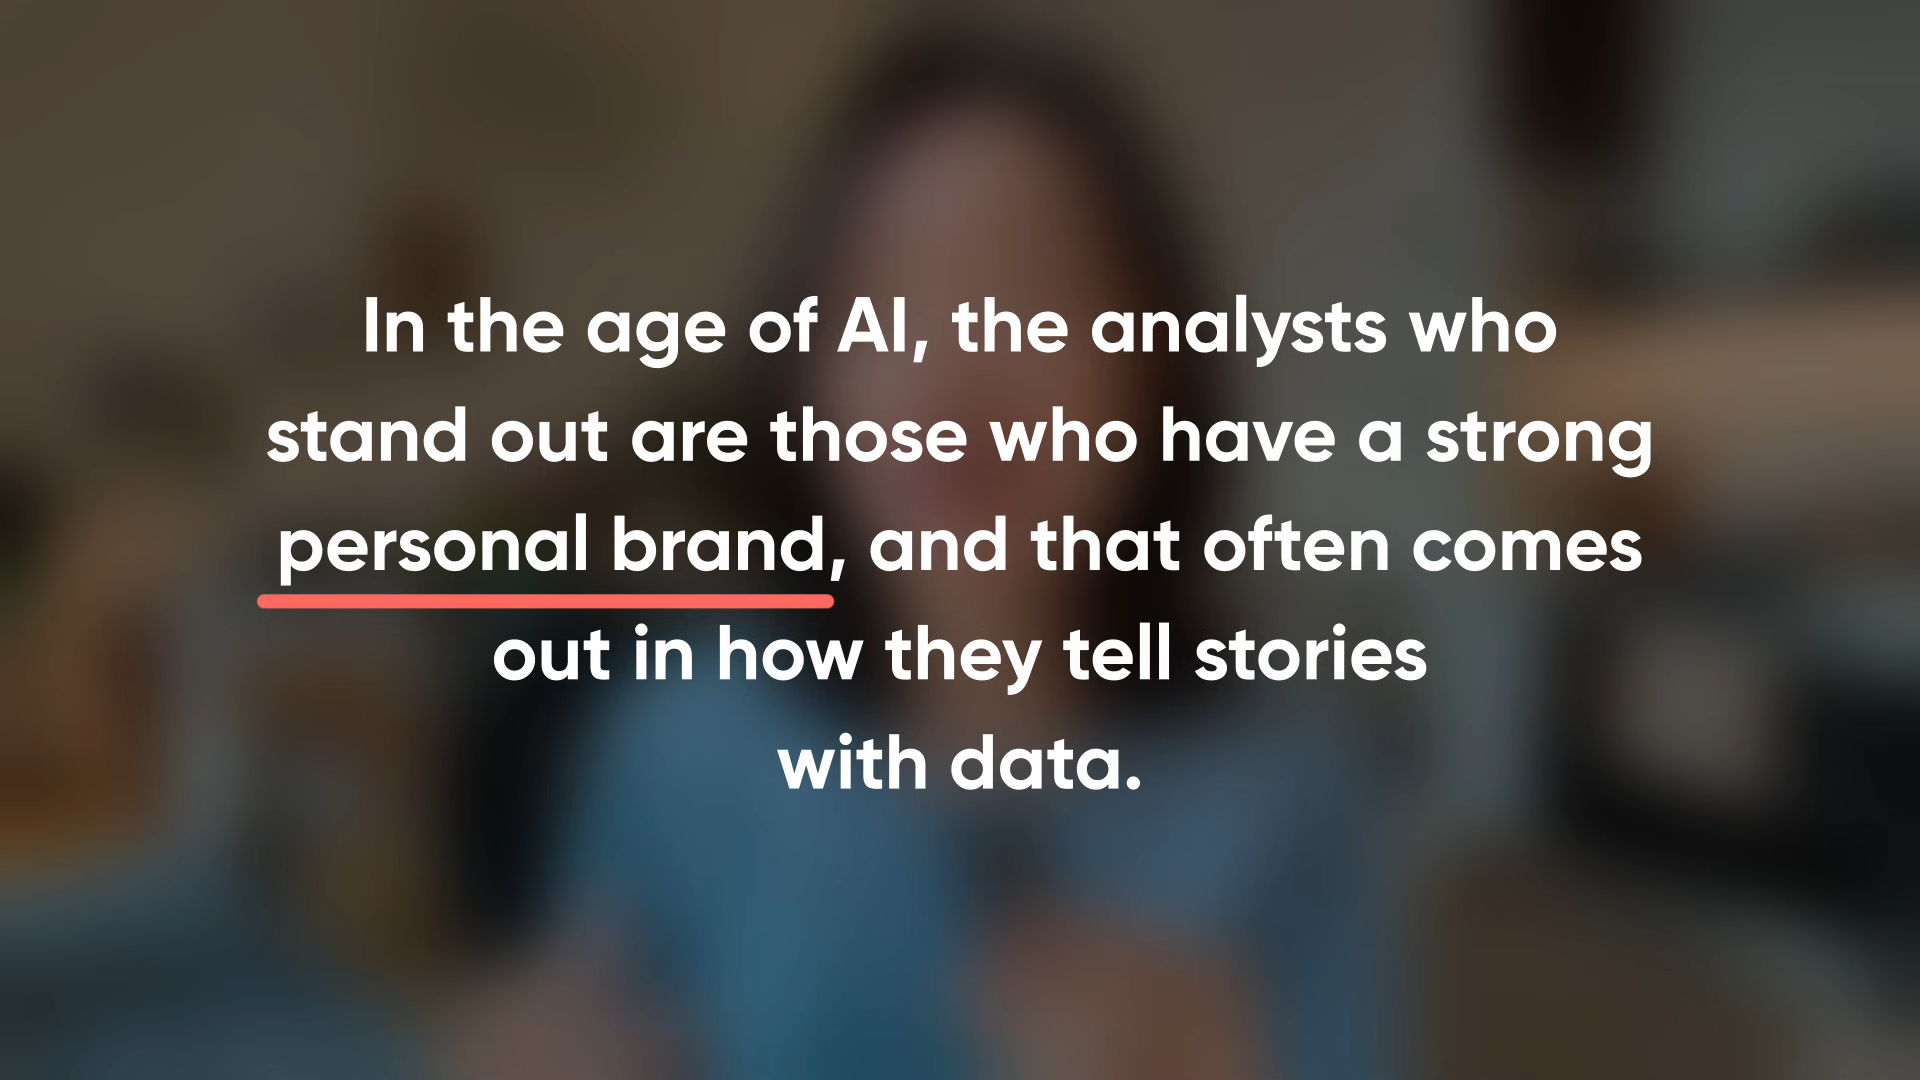 In the age of AI, the analysts who
stand out are those who have a strong
personal brand, and that often comes
out in how they tell stories
with data.